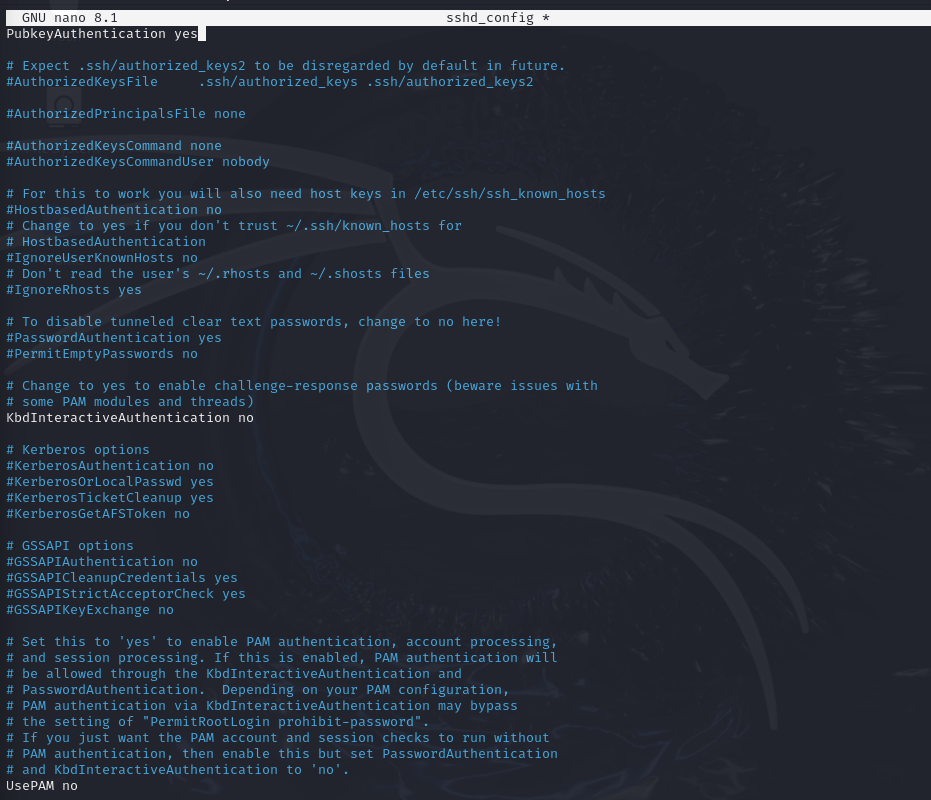 GNU nano 8.1 sshd_config *
PubkeyAuthentication yes
# Expect .ssh/authorized_keys2 to be disregarded by default in future.
#AuthorizedKeysFile     .ssh/authorized_keys .ssh/authorized_keys2
#AuthorizedPrincipalsFile none
#AuthorizedKeysCommand none
#AuthorizedKeysCommandUser nobody
# For this to work you will also need host keys in /etc/ssh/ssh_known_hosts
#HostbasedAuthentication no
# Change to yes if you don't trust ~/.ssh/known_hosts for
# HostbasedAuthentication
#IgnoreUserKnownHosts no
# Don't read the user's ~/.rhosts and ~/.shosts files
#IgnoreRhosts yes
# To disable tunneled clear text passwords, change to no here!
#PasswordAuthentication yes
#PermitEmptyPasswords no
# Change to yes to enable challenge-response passwords (beware issues with
# some PAM modules and threads)
KbdInteractiveAuthentication no
# Kerberos options
#KerberosAuthentication no
#KerberosOrLocalPasswd yes
#KerberosTicketCleanup yes
#KerberosGetAFSToken no
# GSSAPI options
#GSSAPIAuthentication no
#GSSAPICleanupCredentials yes
#GSSAPIStrictAcceptorCheck yes
#GSSAPIKeyExchange no
# Set this to 'yes' to enable PAM authentication, account processing,
# and session processing. If this is enabled, PAM authentication will
# be allowed through the KbdInteractiveAuthentication and
# PasswordAuthentication.  Depending on your PAM configuration,
# PAM authentication via KbdInteractiveAuthentication may bypass
# the setting of "PermitRootLogin prohibit-password".
# If you just want the PAM account and session checks to run without
# PAM authentication, then enable this but set PasswordAuthentication
# and KbdInteractiveAuthentication to 'no'.
UsePAM no